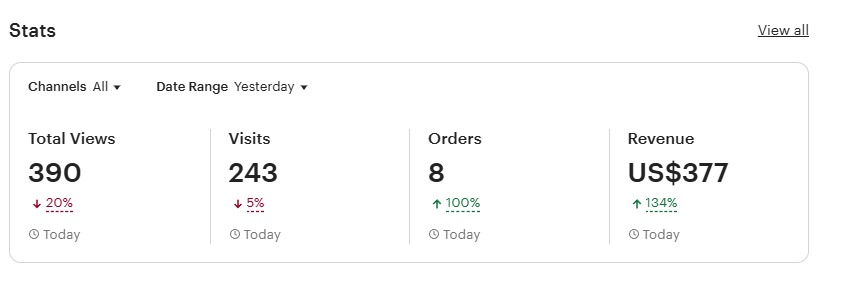 Stats View all
Channels All Date Range Yesterday
Total Views Visits Orders Revenue
390 243 8 US$377
20% 5% 100% 134%
Today Today Today Today